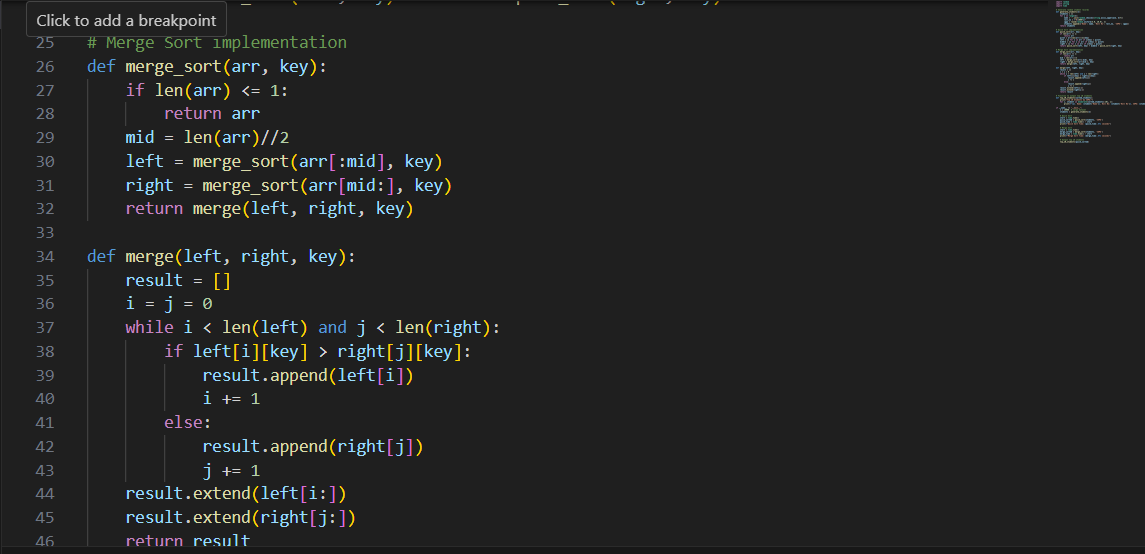 Click to add a breakpoint
25 # Merge Sort implementation
26 def merge_sort(arr, key):
27     if len(arr) <= 1:
28         return arr
29     mid = len(arr)//2
30     left = merge_sort(arr[:mid], key)
31     right = merge_sort(arr[mid:], key)
32     return merge(left, right, key)
33
34 def merge(left, right, key):
35     result = []
36     i = j = 0
37     while i < len(left) and j < len(right):
38         if left[i][key] > right[j][key]:
39             result.append(left[i])
40             i += 1
41         else:
42             result.append(right[j])
43             j += 1
44     result.extend(left[i:])
45     result.extend(right[j:])
46     return result